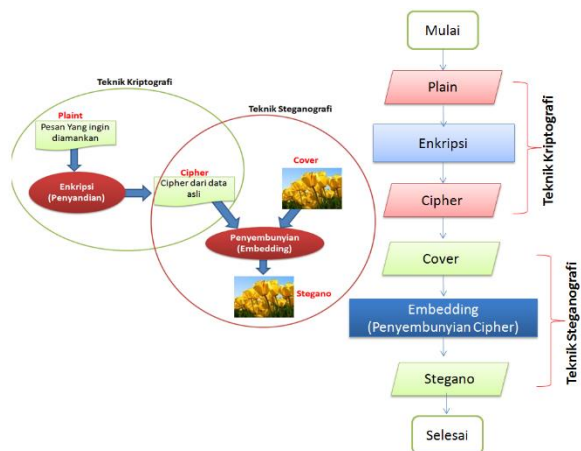 Teknik Kriptografi
Plaint
Pesan Yang ingin
diamankan
Enkripsi
(Penyandian)
Cipher
Cipher dari data
asli
Teknik Steganografi
Cover
Penyembunyian
(Embedding)
Stegano
Mulai
Plain
Enkripsi
Cipher
Teknik Kriptografi
Cover
Embedding
(Penyembunyian Cipher)
Stegano
Teknik Steganografi
Selesai